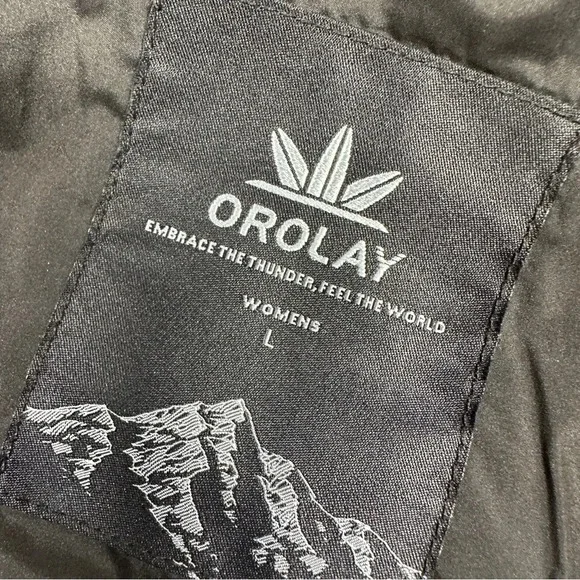 OROLAY
EMBRACE THE THUNDER, FEEL THE WORLD
WOMENS
L